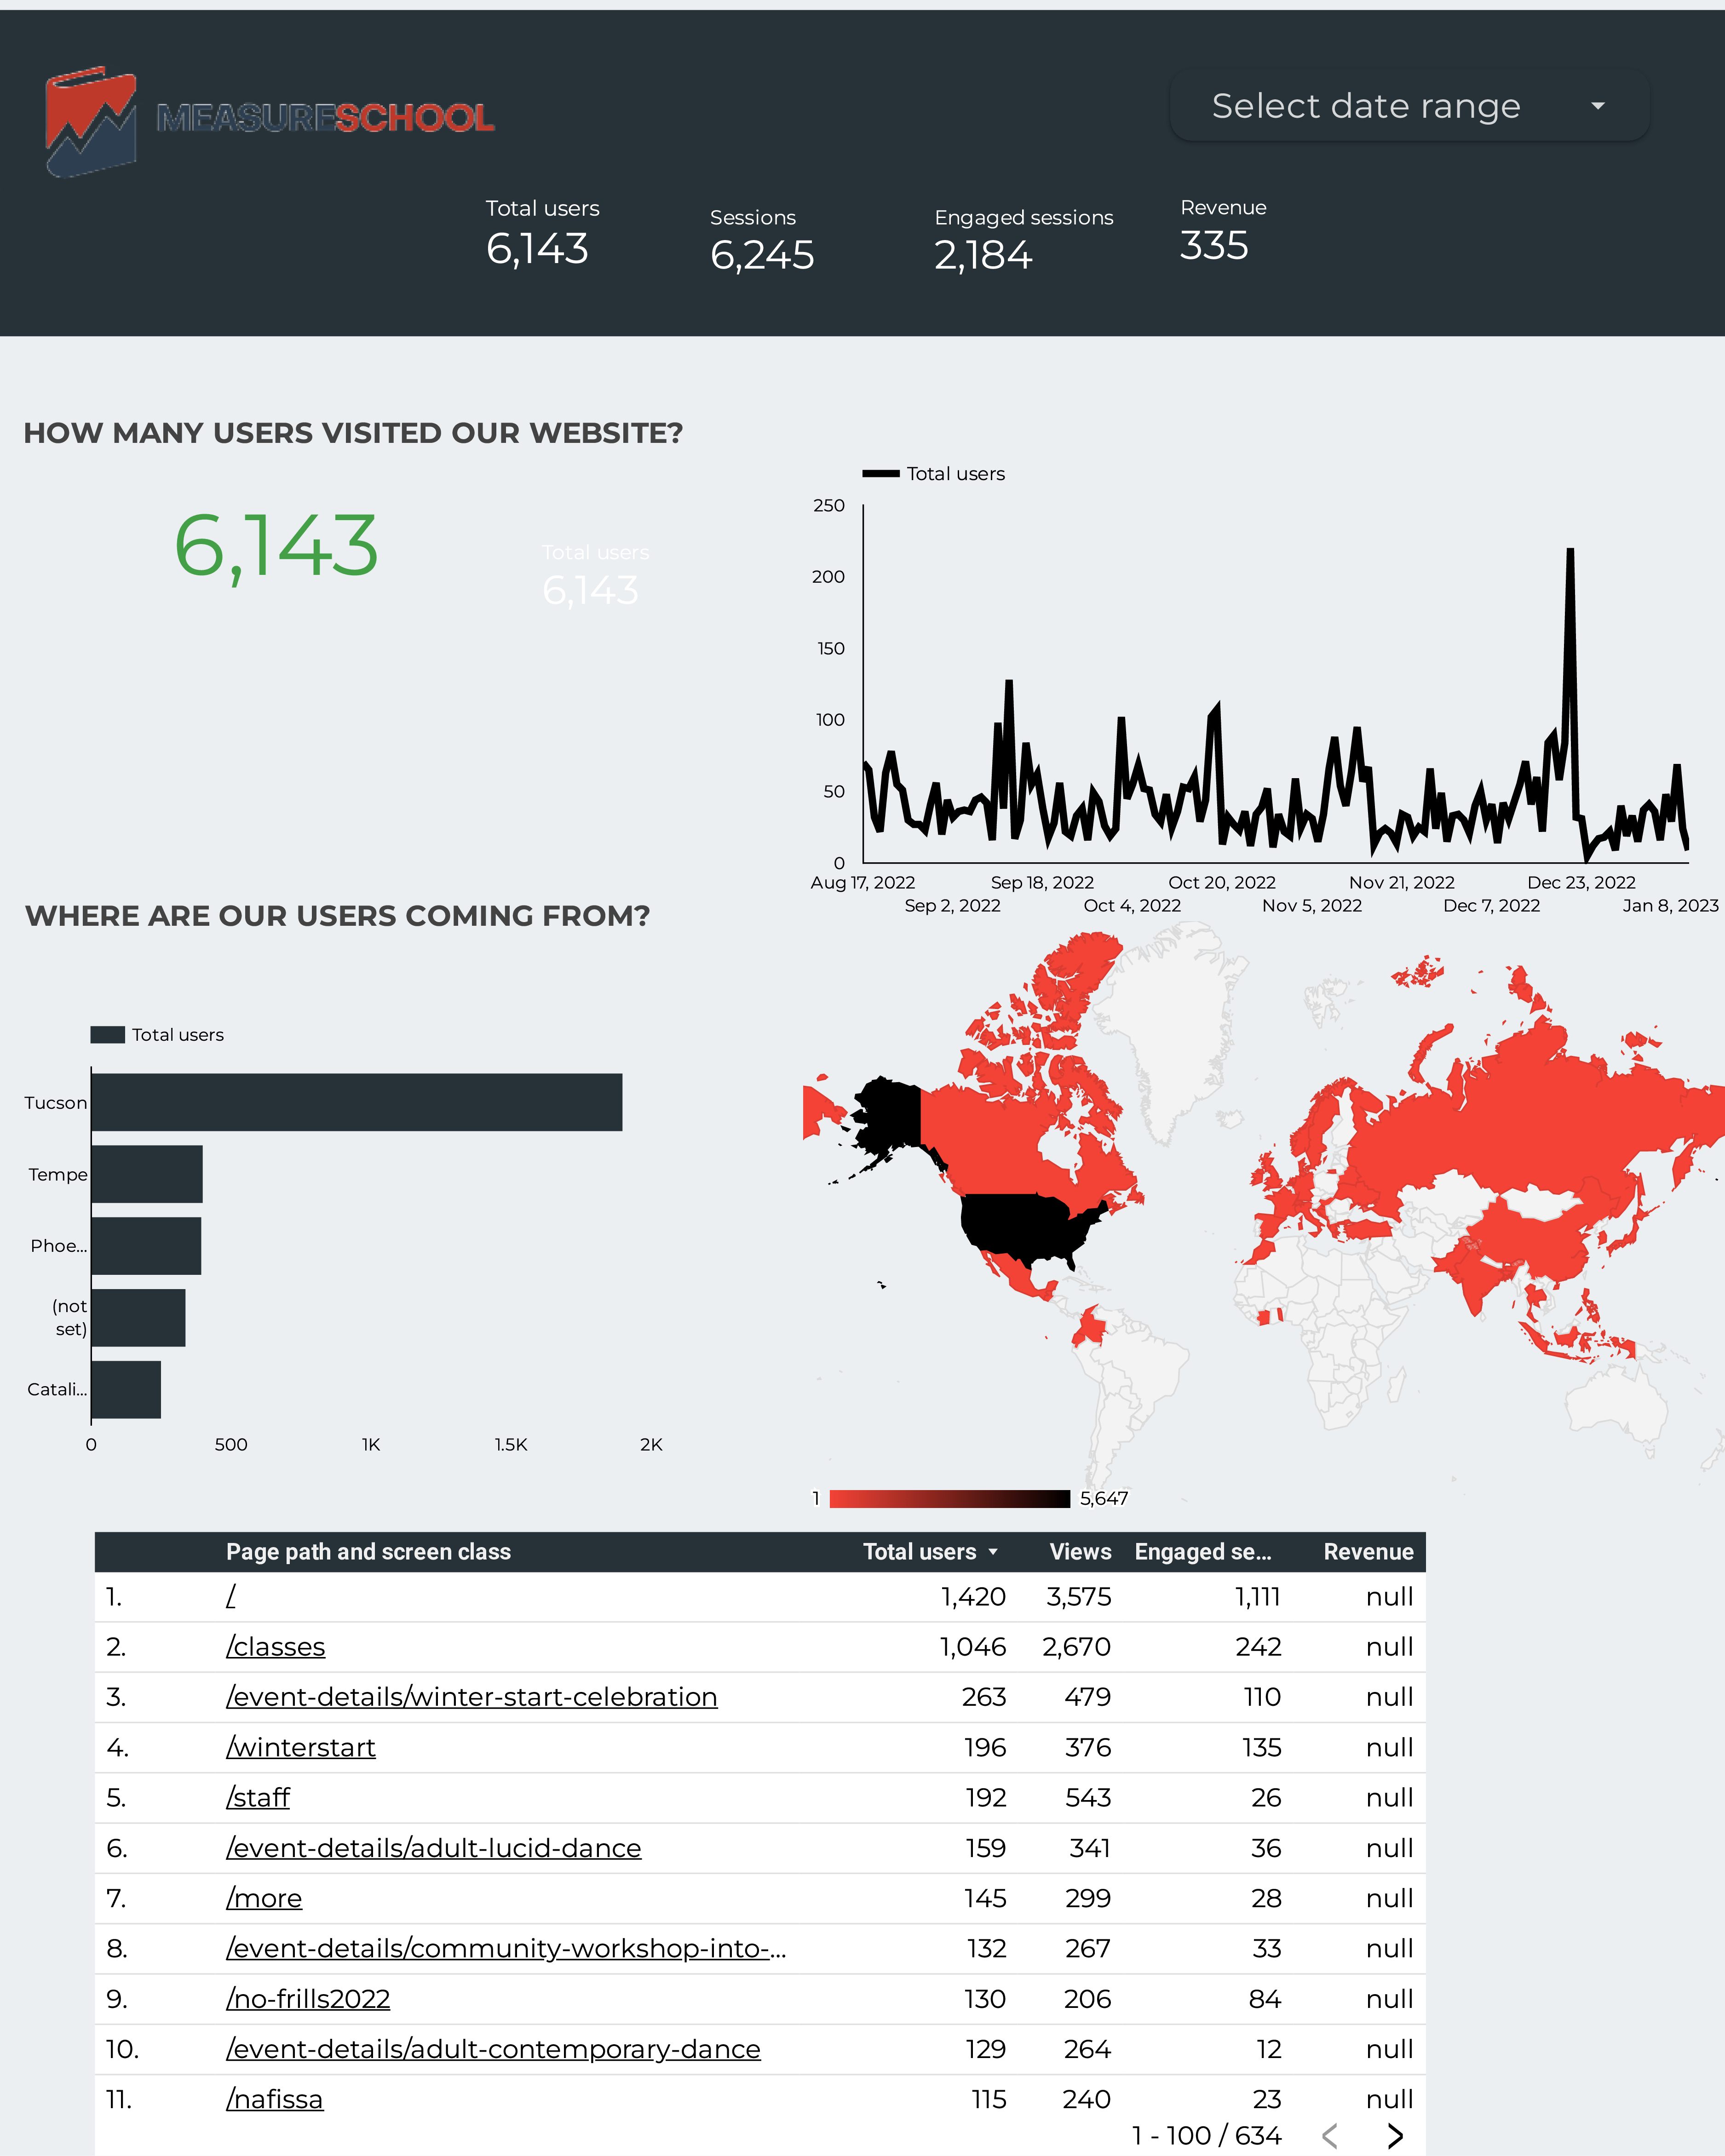 MEASURESCHOOL
Select date range
Total users
6,143
Sessions
6,245
Engaged sessions
2,184
Revenue
335
HOW MANY USERS VISITED OUR WEBSITE?
6,143
Total users
6,143
Total users
250
200
150
100
50
0
Aug 17, 2022
Sep 2, 2022
Sep 18, 2022
Oct 4, 2022
Oct 20, 2022
Nov 5, 2022
Nov 21, 2022
Dec 7, 2022
Dec 23, 2022
Jan 8, 2023
WHERE ARE OUR USERS COMING FROM?
Total users
Tucson
Tempe
Phoe...
(not
set)
Catali...
0 500 1K 1.5K 2K
1 5,647
Page path and screen class Total users Views Engaged se... Revenue
1. / 1,420 3,575 1,111 null
2. /classes 1,046 2,670 242 null
3. /event-details/winter-start-celebration 263 479 110 null
4. /winterstart 196 376 135 null
5. /staff 192 543 26 null
6. /event-details/adult-lucid-dance 159 341 36 null
7. /more 145 299 28 null
8. /event-details/community-workshop-into-... 132 267 33 null
9. /no-frills2022 130 206 84 null
10. /event-details/adult-contemporary-dance 129 264 12 null
11. /nafissa 115 240 23 null
1 - 100 / 634 < >